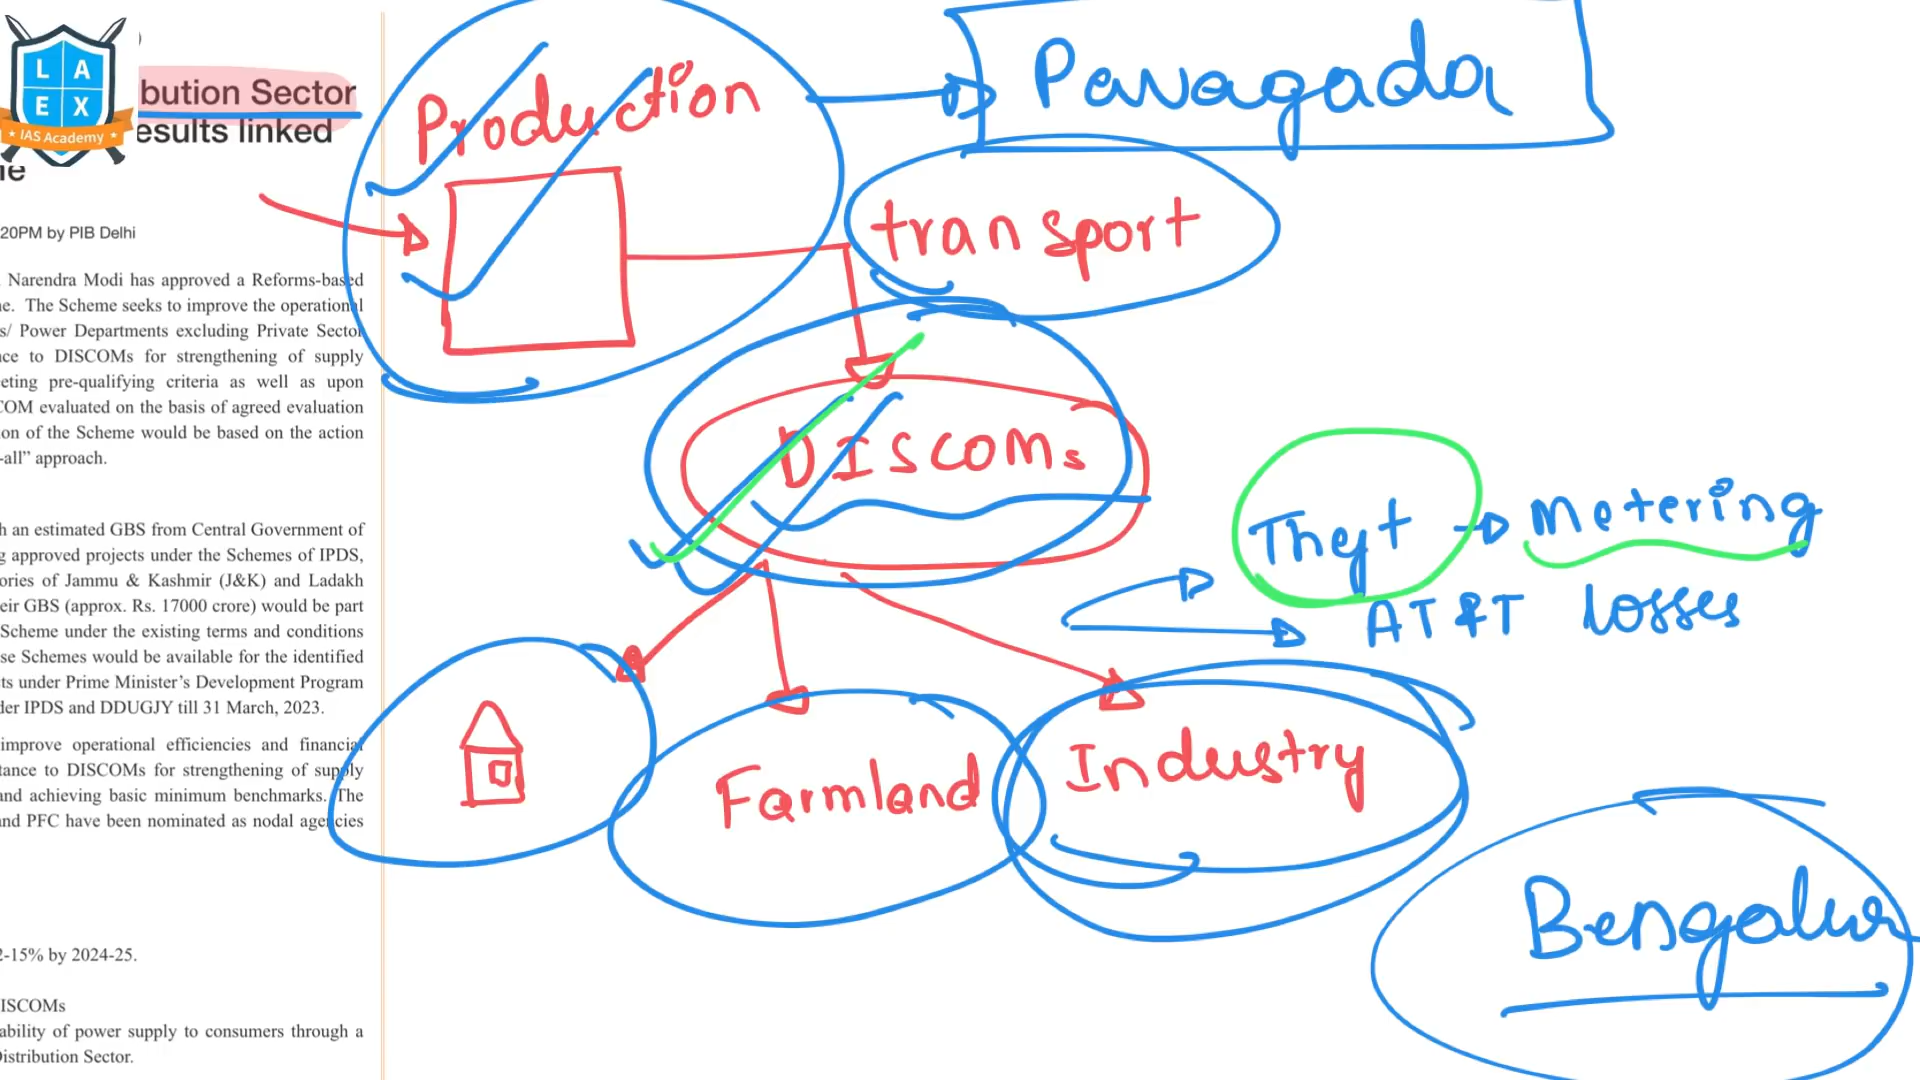 L A
E X
IAS Academy
bution Sector
esults linked
20PM by PIB Delhi
Narendra Modi has approved a Reforms-based
e. The Scheme seeks to improve the operational
s/ Power Departments excluding Private Sector
nce to DISCOMs for strengthening of supply
eting pre-qualifying criteria as well as upon
COM evaluated on the basis of agreed evaluation
on of the Scheme would be based on the action
-all” approach.
h an estimated GBS from Central Government of
g approved projects under the Schemes of IPDS,
ories of Jammu & Kashmir (J&K) and Ladakh
eir GBS (approx. Rs. 17000 crore) would be part
Scheme under the existing terms and conditions
se Schemes would be available for the identified
ts under Prime Minister’s Development Program
der IPDS and DDUGJY till 31 March, 2023.
improve operational efficiencies and financial
tance to DISCOMs for strengthening of supply
and achieving basic minimum benchmarks. The
and PFC have been nominated as nodal agencies
2-15% by 2024-25.
ISCOMs
ability of power supply to consumers through a
Distribution Sector.
Production
Pavagada
transport
DISCOMs
Theft
Metering
AT&T losses
Farmland
Industry
Bengalur